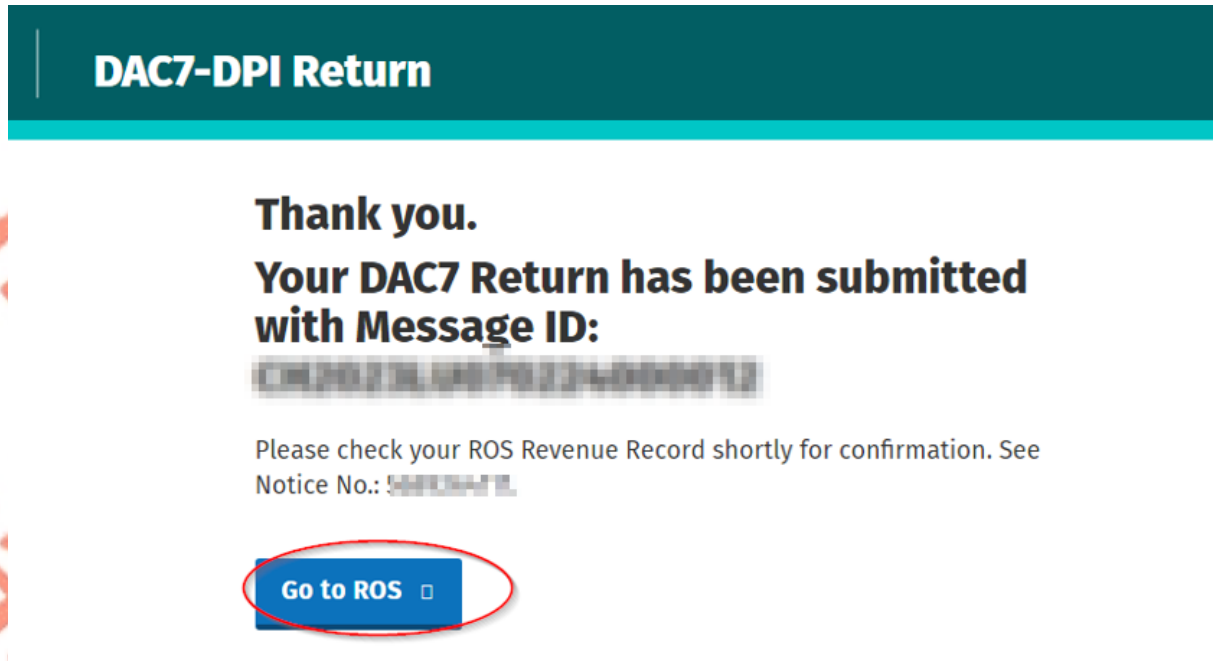 DAC7-DPI Return
Thank you.
Your DAC7 Return has been submitted
with Message ID:
Please check your ROS Revenue Record shortly for confirmation. See
Notice No.:
Go to ROS